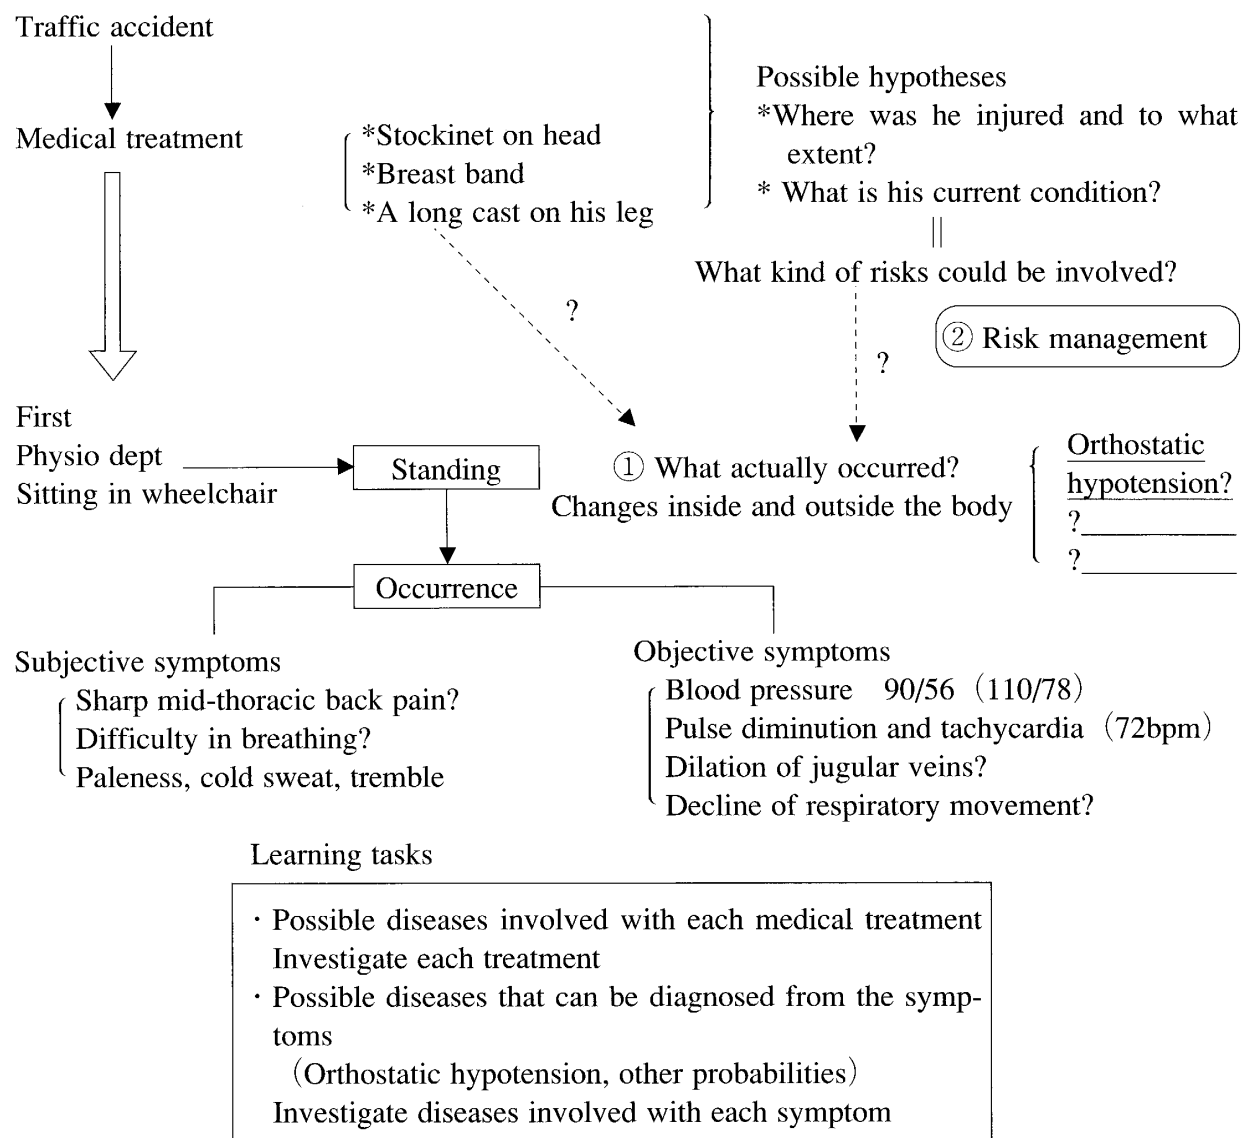 Traffic accident
Medical treatment
*Stockinet on head
*Breast band
*A long cast on his leg
Possible hypotheses
*Where was he injured and to what
extent?
* What is his current condition?
||
What kind of risks could be involved?
?
② Risk management
?
First
Physio dept
Sitting in wheelchair
Standing
① What actually occurred?
Changes inside and outside the body
Orthostatic
hypotension?
?
?
Occurrence
Subjective symptoms
Sharp mid-thoracic back pain?
Difficulty in breathing?
Paleness, cold sweat, tremble
Objective symptoms
Blood pressure 90/56 (110/78)
Pulse diminution and tachycardia (72bpm)
Dilation of jugular veins?
Decline of respiratory movement?
Learning tasks
· Possible diseases involved with each medical treatment
Investigate each treatment
· Possible diseases that can be diagnosed from the symp-
toms
(Orthostatic hypotension, other probabilities)
Investigate diseases involved with each symptom